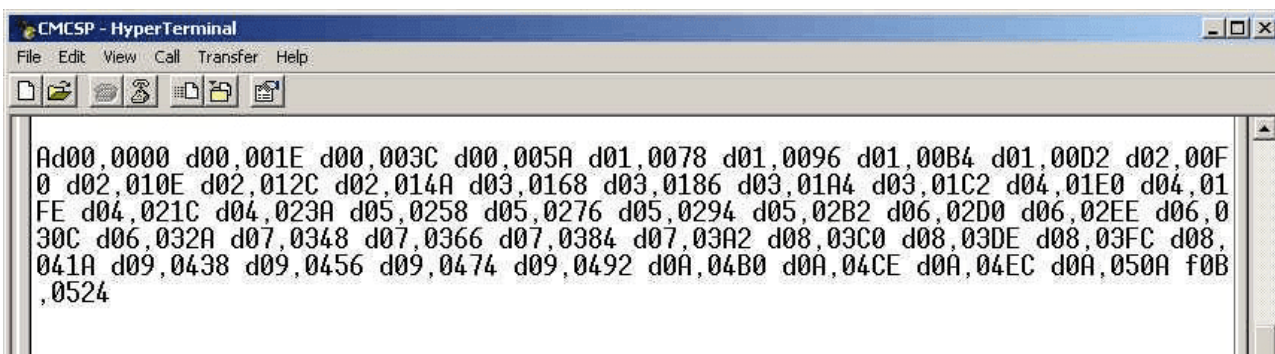 CMCSP - HyperTerminal
File Edit View Call Transfer Help
Ad00,0000 d00,001E d00,003C d00,005A d01,0078 d01,0096 d01,00B4 d01,00D2 d02,00F
0 d02,010E d02,012C d02,014A d03,0168 d03,0186 d03,01A4 d03,01C2 d04,01E0 d04,01
FE d04,021C d04,023A d05,0258 d05,0276 d05,0294 d05,02B2 d06,02D0 d06,02EE d06,0
30C d06,032A d07,0348 d07,0366 d07,0384 d07,03A2 d08,03C0 d08,03DE d08,03FC d08,
041A d09,0438 d09,0456 d09,0474 d09,0492 d0A,04B0 d0A,04CE d0A,04EC d0A,050A f0B
,0524